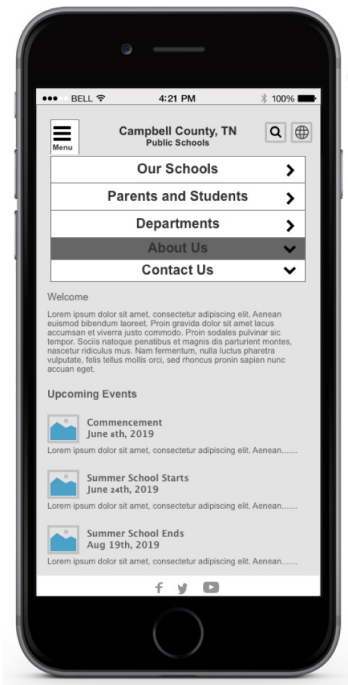 BELL 4:21 PM 100%
Campbell County, TN
Public Schools
Menu
Our Schools
Parents and Students
Departments
About Us
Contact Us
Welcome
Lorem ipsum dolor sit amet, consectetur adipiscing elit. Aenean
euismod bibendum laoreet. Proin gravida dolor sit amet lacus
accumsan et viverra justo commodo. Proin sodales pulvinar sic
tempor. Sociis natoque penatibus et magnis dis parturient montes,
nascetur ridiculus mus. Nam fermentum, nulla luctus pharetra
vulputate, felis tellus mollis orci, sed rhoncus pronin sapien nunc
accuan eget.
Upcoming Events
Commencement
June 8th, 2019
Lorem ipsum dolor sit amet, consectetur adipiscing elit. Aenean.......
Summer School Starts
June 24th, 2019
Lorem ipsum dolor sit amet, consectetur adipiscing elit. Aenean.......
Summer School Ends
Aug 19th, 2019
Lorem ipsum dolor sit amet, consectetur adipiscing elit. Aenean.......